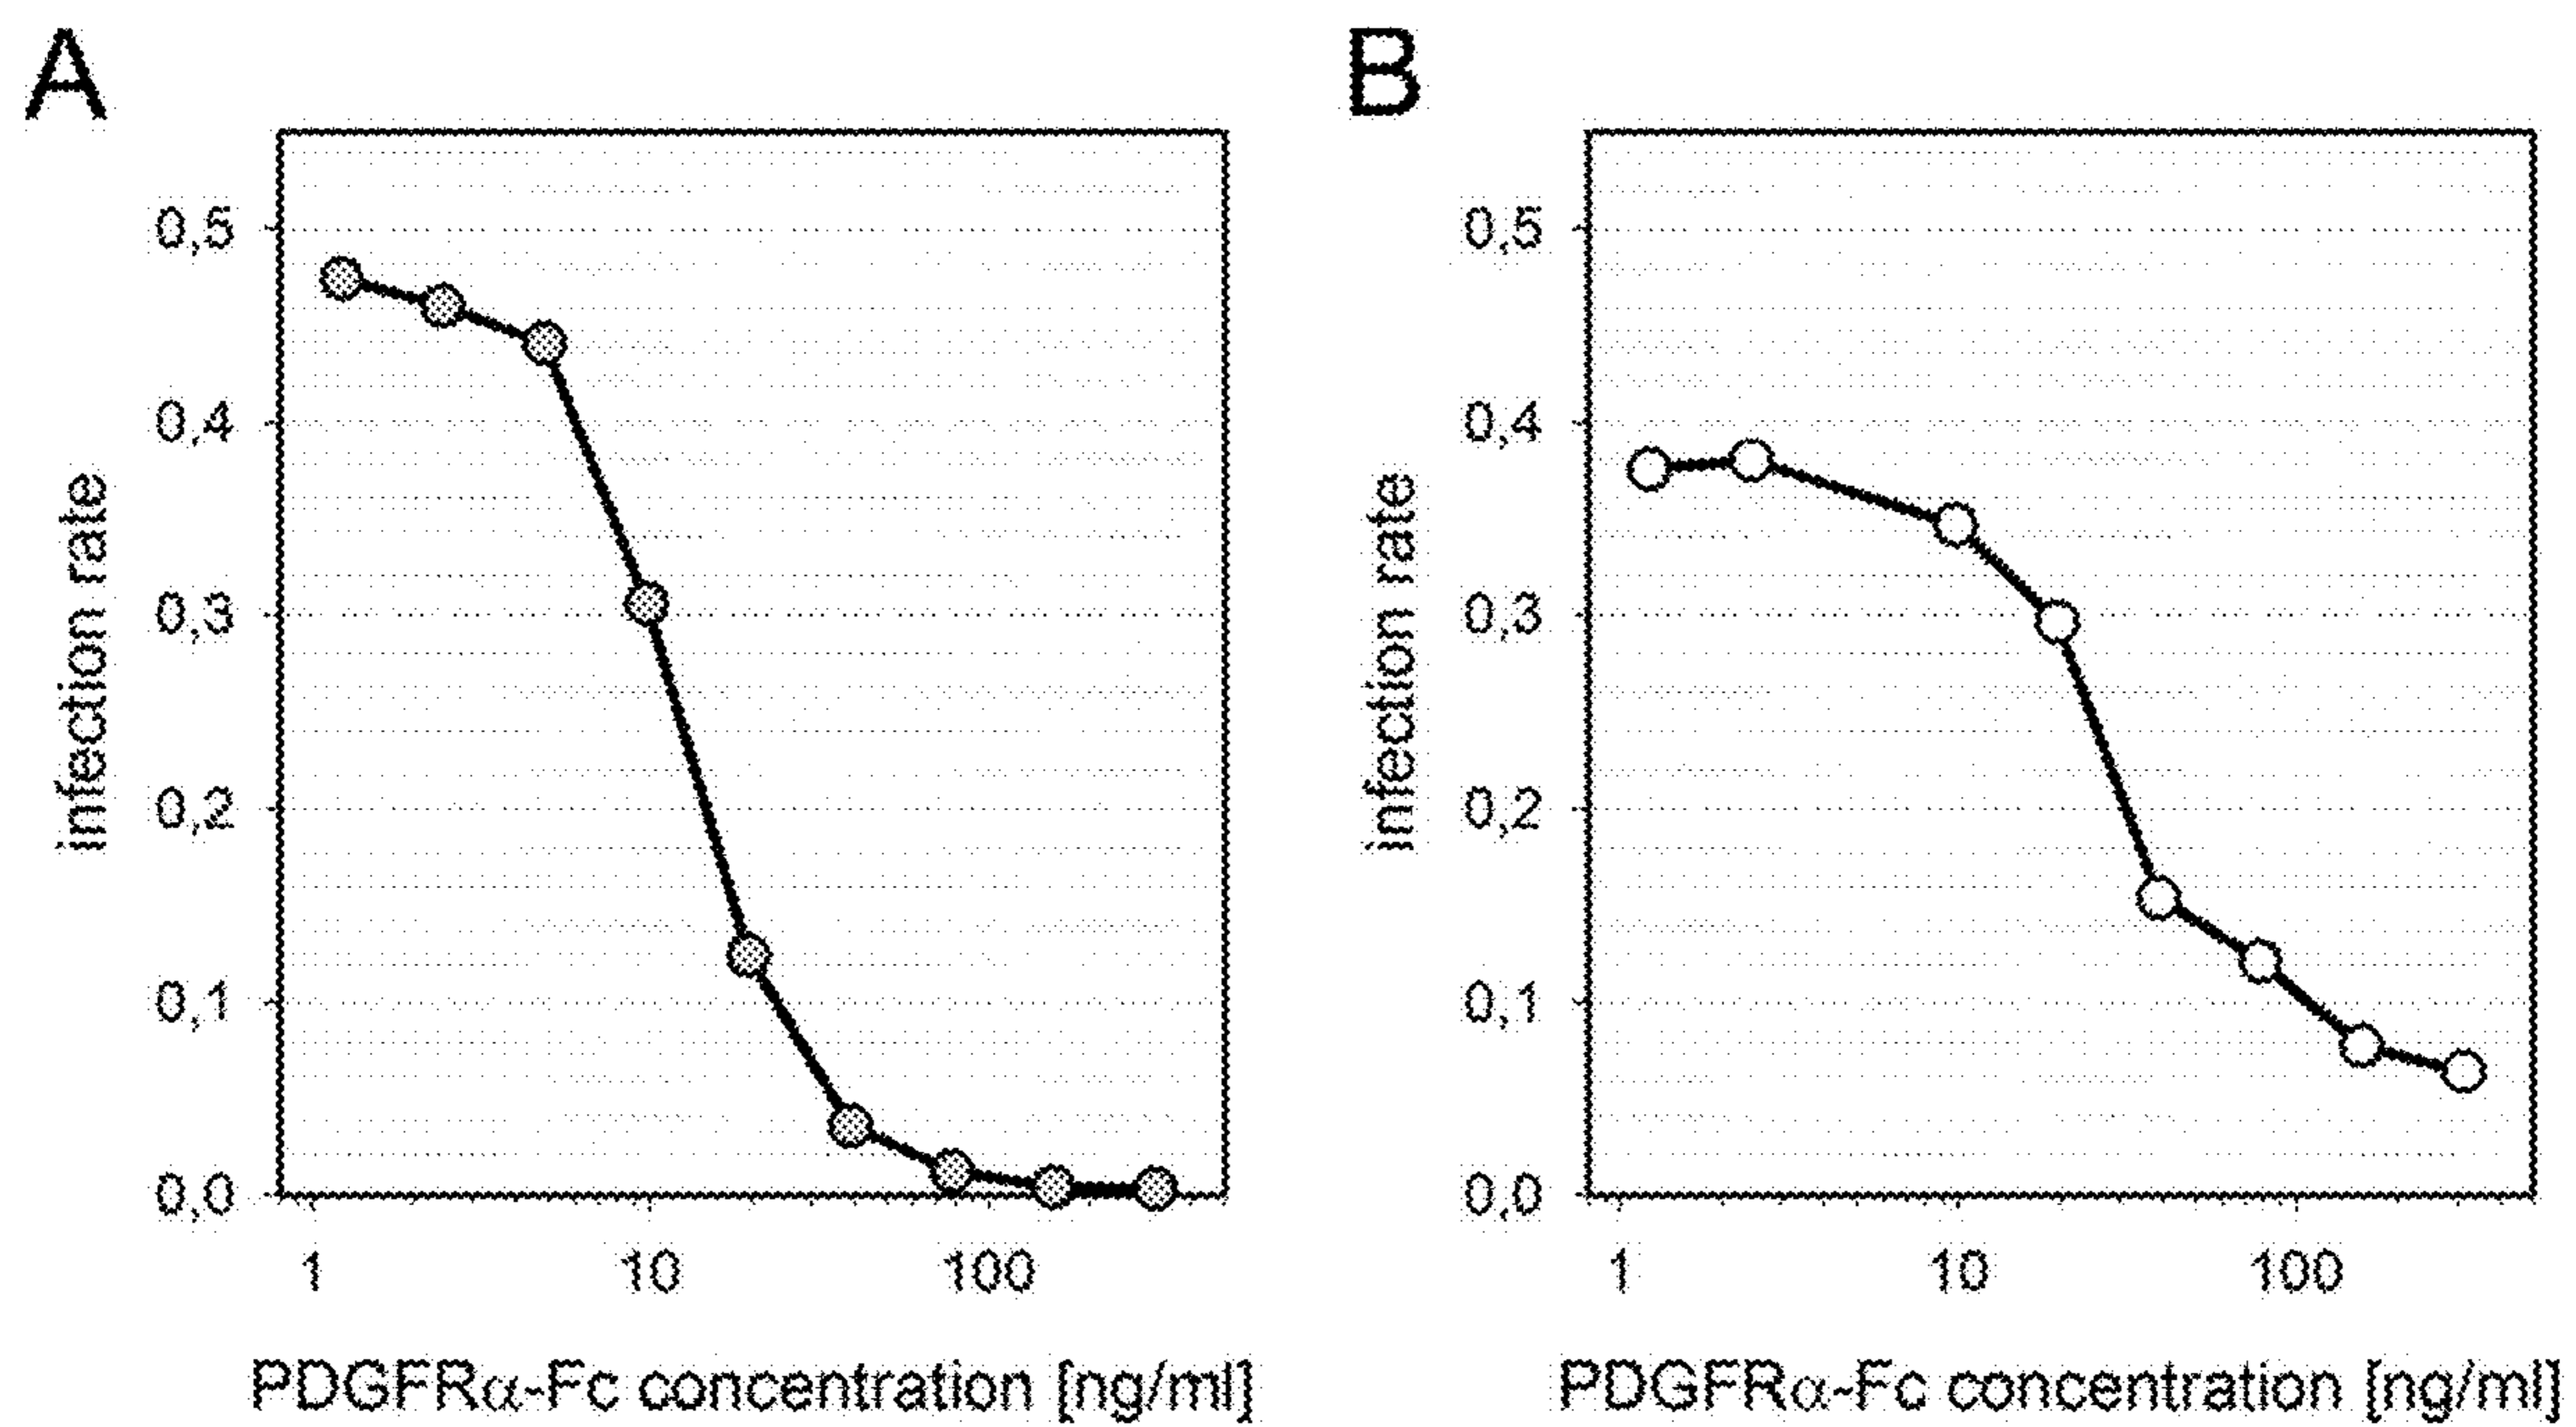 A
0,5
0,4
0,3
0,2
0,1
0,0
infection rate
1 10 100
PDGFRα-Fc concentration [ng/ml]
B
0,5
0,4
0,3
0,2
0,1
0,0
infection rate
1 10 100
PDGFRα-Fc concentration [ng/ml]